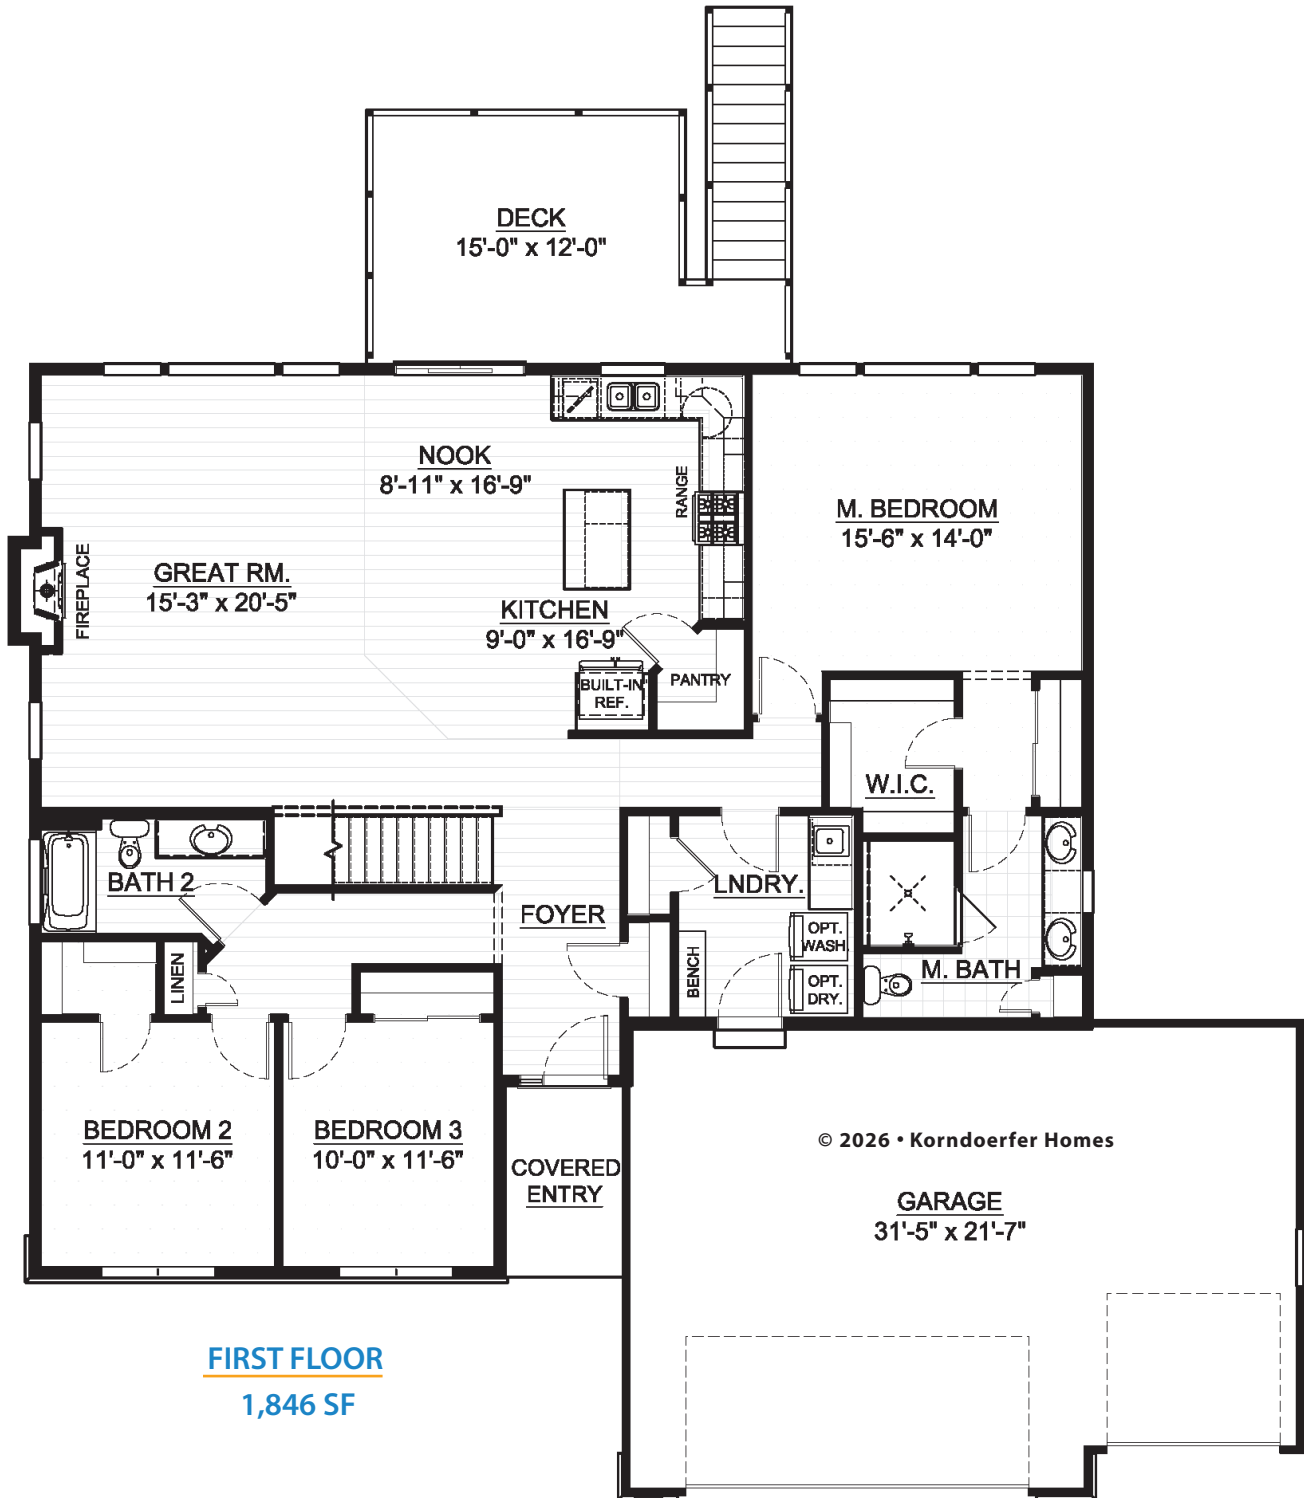 DECK
15'-0" x 12'-0"
NOOK
8'-11" x 16'-9"
RANGE
M. BEDROOM
15'-6" x 14'-0"
FIREPLACE
GREAT RM.
15'-3" x 20'-5"
KITCHEN
9'-0" x 16'-9"
BUILT-IN
REF.
PANTRY
W.I.C.
BATH 2
LNDRY.
FOYER
OPT.
WASH.
LINEN
BENCH
OPT.
DRY.
M. BATH
BEDROOM 2
11'-0" x 11'-6"
BEDROOM 3
10'-0" x 11'-6"
COVERED
ENTRY
© 2026 • Korndoerfer Homes
GARAGE
31'-5" x 21'-7"
FIRST FLOOR
1,846 SF